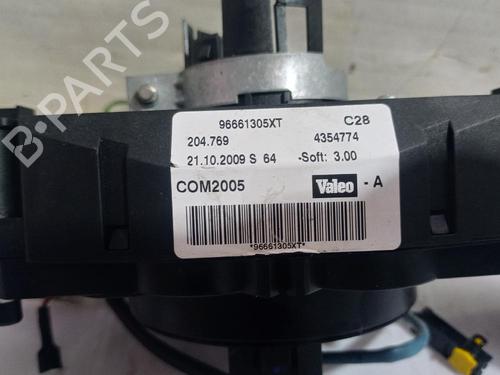 96661305XT C28
204.769 4354774
21.10.2009 S 64 -Soft: 3.00
COM2005 Valeo - A
*96661305XT*
B-PARTS